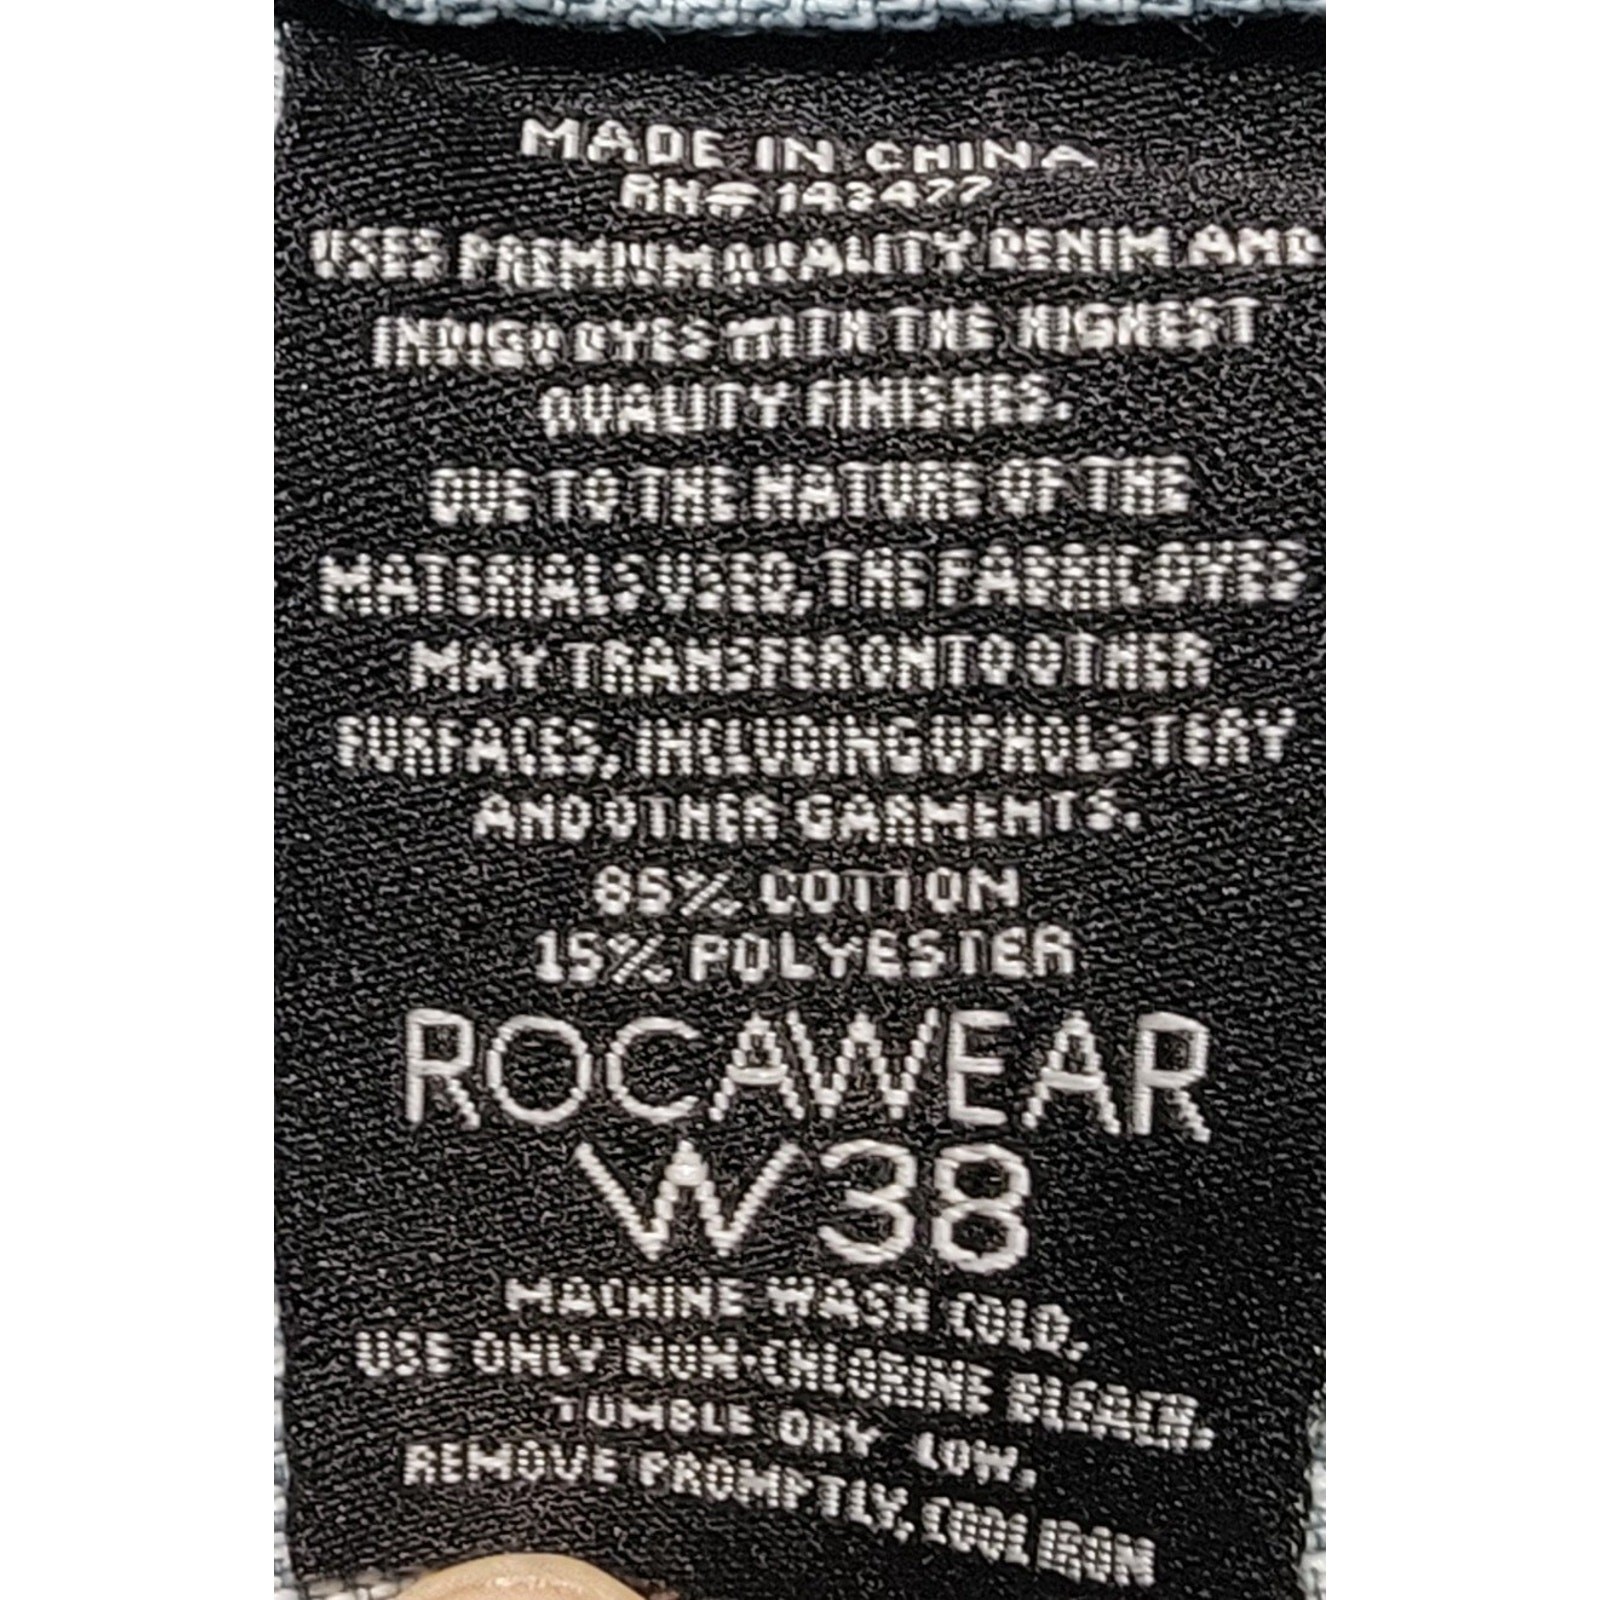 MADE IN CHINA
RN# 143477
USES PREMIUM QUALITY DENIM AND
INDIGO DYES WITH THE HIGHEST
QUALITY FINISHES.
DUE TO THE NATURE OF THE
MATERIALS USED, THE FABRIC DYES
MAY TRANSFER ONTO OTHER
SURFACES, INCLUDING UPHOLSTERY
AND OTHER GARMENTS.
85% COTTON
15% POLYESTER
ROCAWEAR
W38
MACHINE WASH COLD,
USE ONLY NON-CHLORINE BLEACH,
TUMBLE DRY LOW,
REMOVE PROMPTLY, COOL IRON